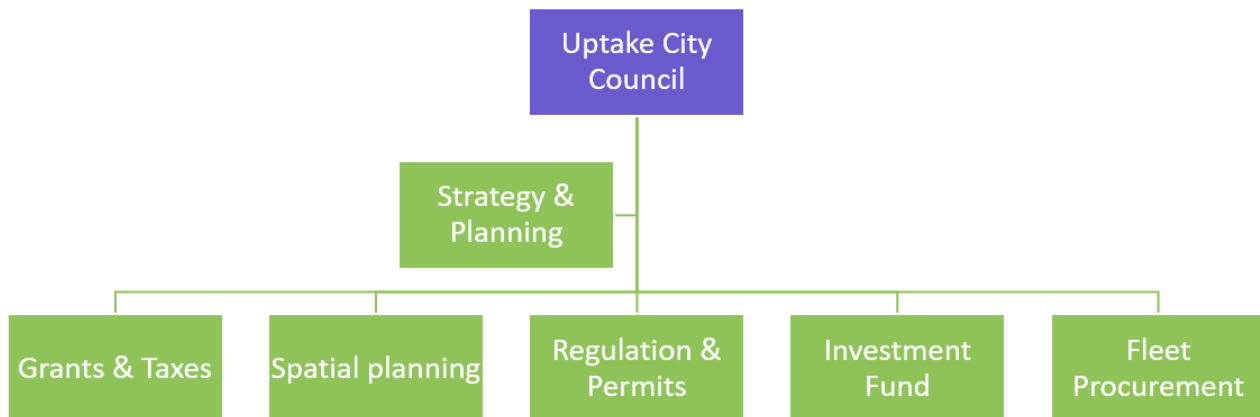 Uptake City
Council
Strategy &
Planning
Grants & Taxes
Spatial planning
Regulation &
Permits
Investment
Fund
Fleet
Procurement